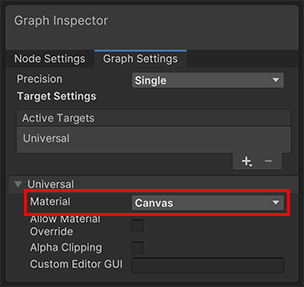 Graph Inspector
Node Settings Graph Settings
Precision Single
Target Settings
Active Targets
Universal
+ −
Universal
Material Canvas
Allow Material
Override
Alpha Clipping
Custom Editor GUI